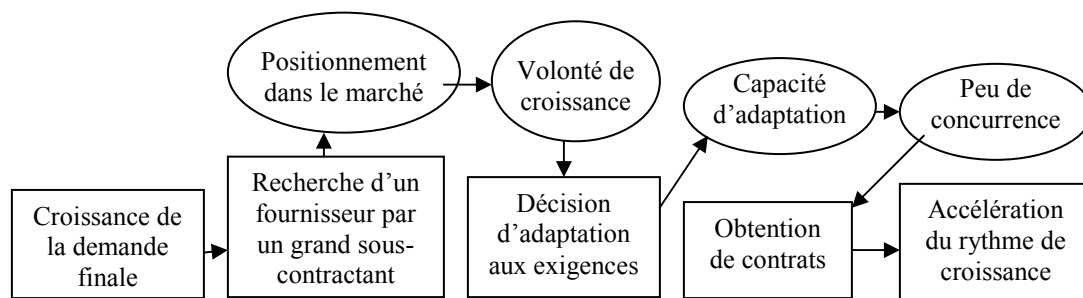 Croissance de
la demande
finale
Recherche d’un
fournisseur par
un grand sous-
contractant
Positionnement
dans le marché
Volonté de
croissance
Décision
d’adaptation
aux exigences
Capacité
d’adaptation
Peu de
concurrence
Obtention
de contrats
Accélération
du rythme de
croissance